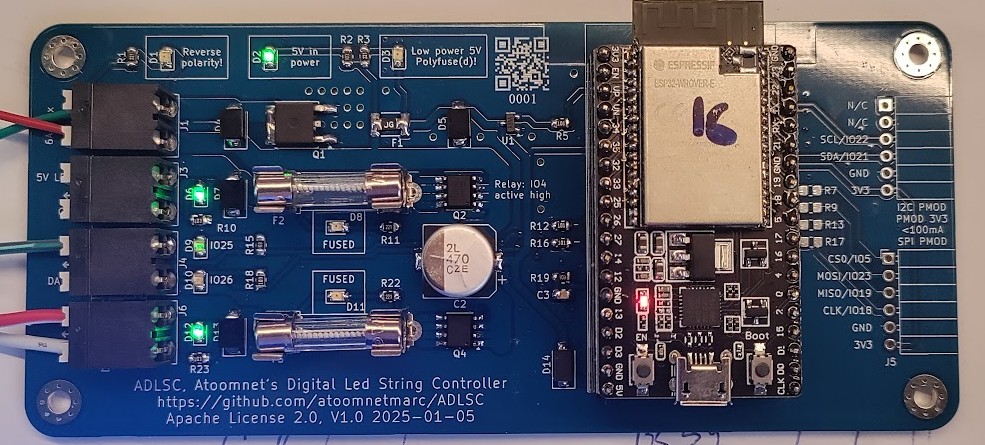 R1
D1
Reverse
polarity!
D2
5V in
power
R2 R3
D3
Low power 5V
Polyfuse(d)!
0001
J1
Q1
JG
F1
D5
U1
R5
ESPRESSIF
ESP32-WROVER-E
16
N/C
N/C
SCL/IO22
SDA/IO21
GND
3V3
I2C PMOD
PMOD 3V3
<100mA
SPI PMOD
R7
R9
R13
R17
CS0/IO5
MOSI/IO23
MISO/IO19
CLK/IO18
GND
3V3
J5
5V
J3
D6
D7
F2
D8
FUSED
R10
R11
Q2
Relay: IO4
active high
R12
R16
R19
C3
D9
IO25
R15
J4
D10
IO26
R18
FUSED
D11
R22
2L
470
CZE
C2
+
J6
D12
D13
R23
Q4
D14
EN
Boot
ADLSC, Atoomnet's Digital Led String Controller
https://github.com/atoomnetmarc/ADLSC
Apache License 2.0, V1.0 2025-01-05